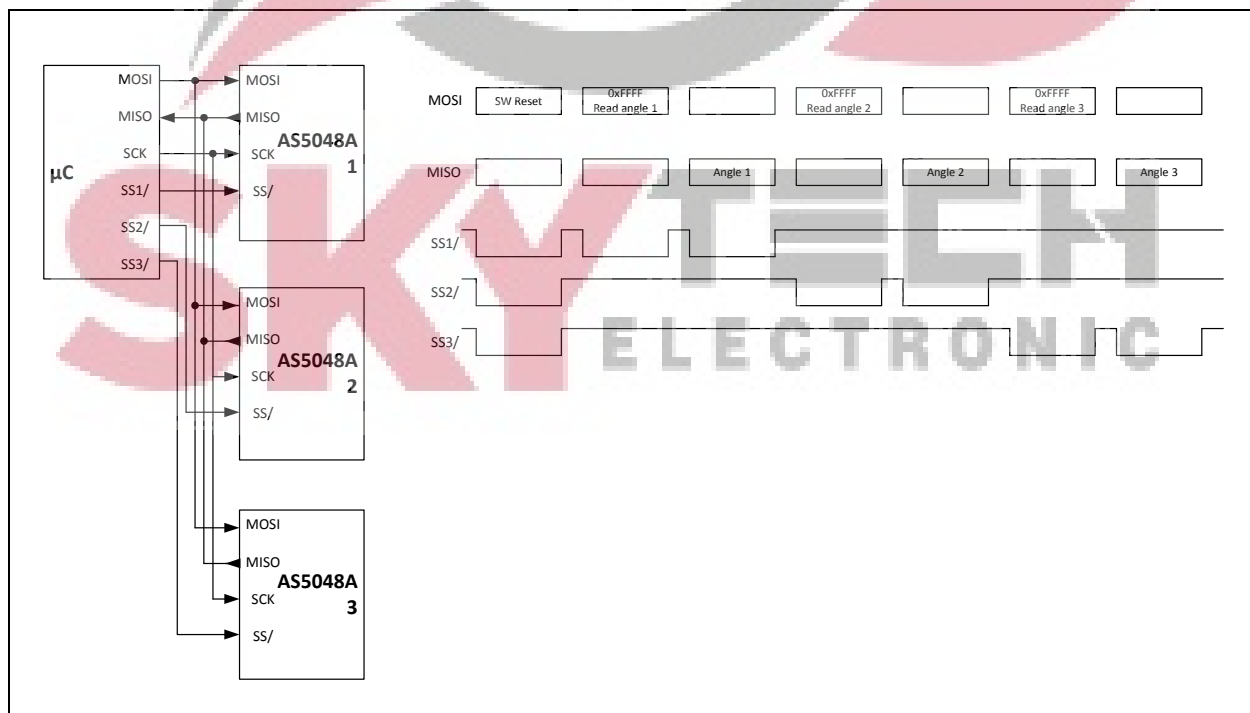 MOSI
MISO
SCK
µC
SS1/
SS2/
SS3/
MOSI
MISO
AS5048A
SCK
1
SS/
MOSI
MISO
AS5048A
SCK
2
SS/
MOSI
MISO
AS5048A
SCK
3
SS/
MOSI
SW Reset
0xFFFF
Read angle 1
0xFFFF
Read angle 2
0xFFFF
Read angle 3
MISO
Angle 1
Angle 2
Angle 3
SS1/
SS2/
SS3/
SKYTECH
ELECTRONIC